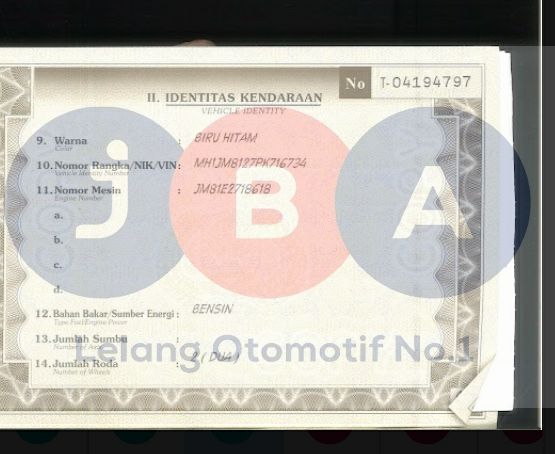 No T-04194797
II. IDENTITAS KENDARAAN
VEHICLE IDENTITY
9. Warna : BIRU HITAM
Color
10. Nomor Rangka/NIK/VIN : MH1JM8127PK716734
Vehicle Identity Number
11. Nomor Mesin : JM81E2718618
Engine Number
a.
b.
c.
d.
jBA
12. Bahan Bakar/Sumber Energi : BENSIN
Type Fuel/Engine Power
13. Jumlah Sumbu :
Number of
Lelang Otomotif No.1
14. Jumlah Roda : 2 ( DUA )
Number of Wheels